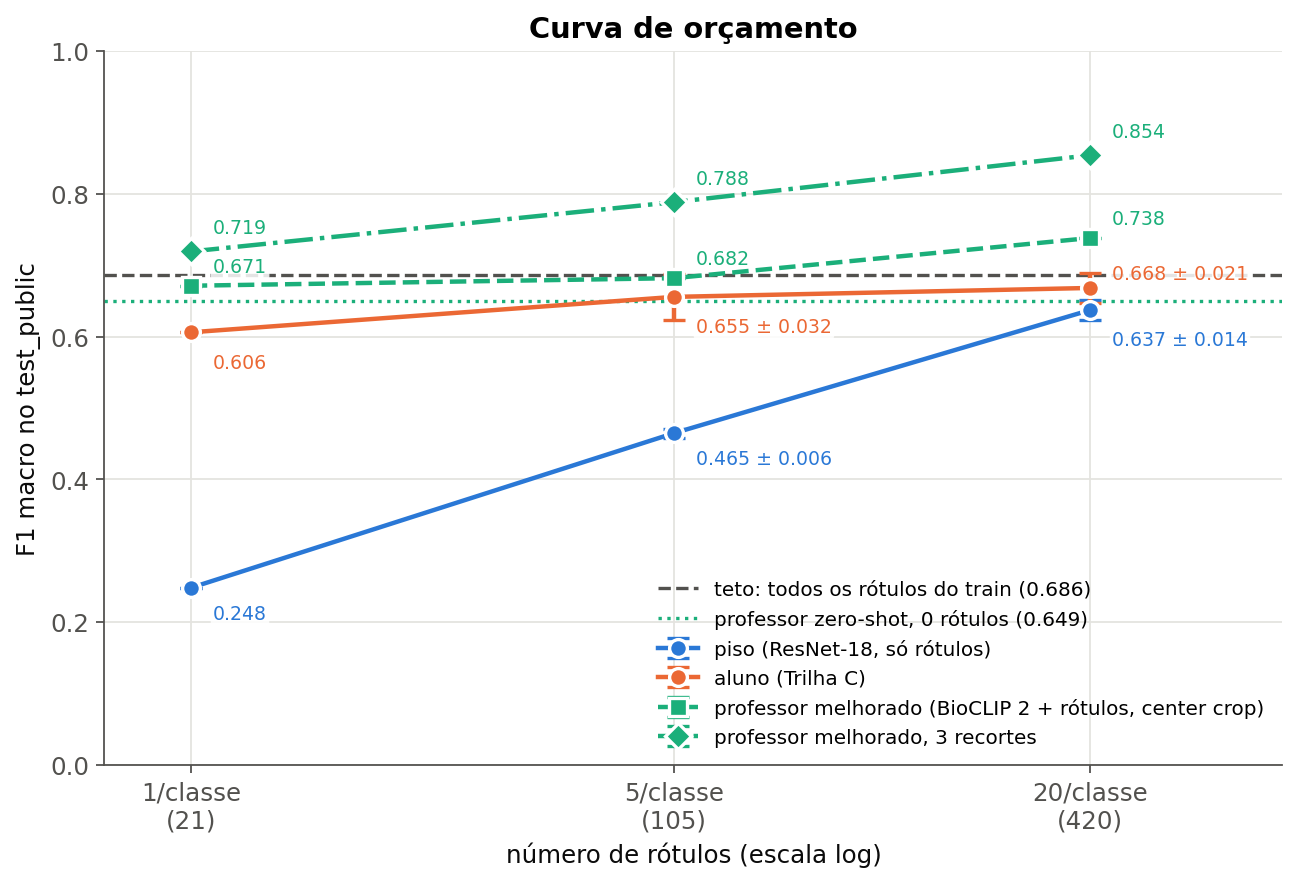 Curva de orçamento
F1 macro no test_public
1.0
0.8
0.6
0.4
0.2
0.0
0.854
0.788
0.738
0.719
0.682
0.671
0.668 ± 0.021
0.655 ± 0.032
0.637 ± 0.014
0.606
0.465 ± 0.006
0.248
teto: todos os rótulos do train (0.686)
professor zero-shot, 0 rótulos (0.649)
piso (ResNet-18, só rótulos)
aluno (Trilha C)
professor melhorado (BioCLIP 2 + rótulos, center crop)
professor melhorado, 3 recortes
1/classe
(21)
5/classe
(105)
20/classe
(420)
número de rótulos (escala log)